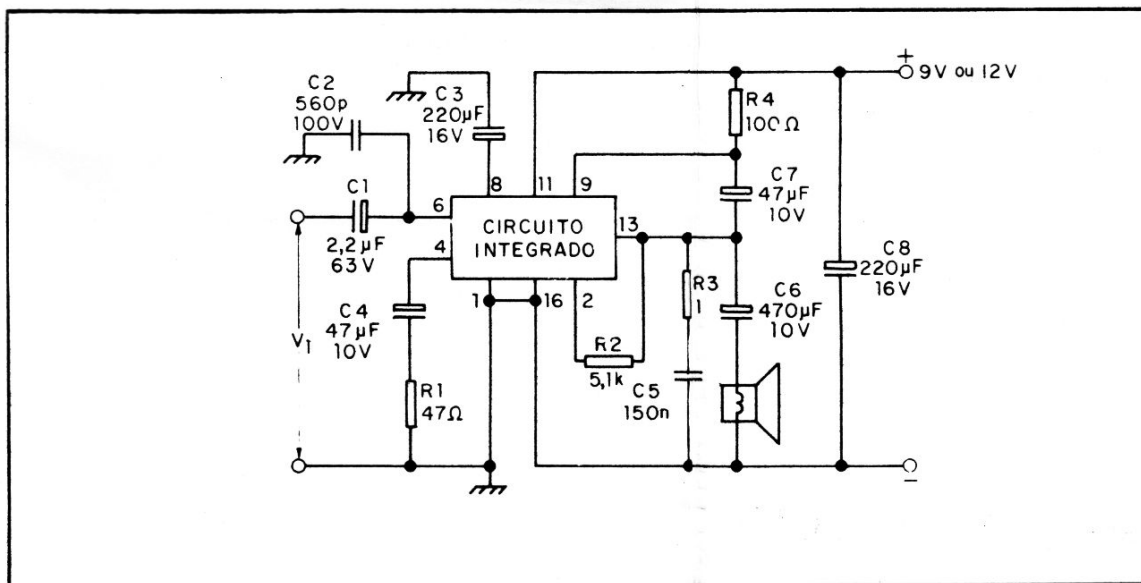 C2
560p
100V
C3
220µF
16V
+
9V ou 12V
R4
100Ω
C7
47µF
10V
8
11
9
6
13
4
CIRCUITO
INTEGRADO
C1
2,2µF
63V
C8
220µF
16V
R3
1
C6
470µF
10V
1
16
2
C4
47µF
10V
V1
R2
5,1k
C5
150n
R1
47Ω
−